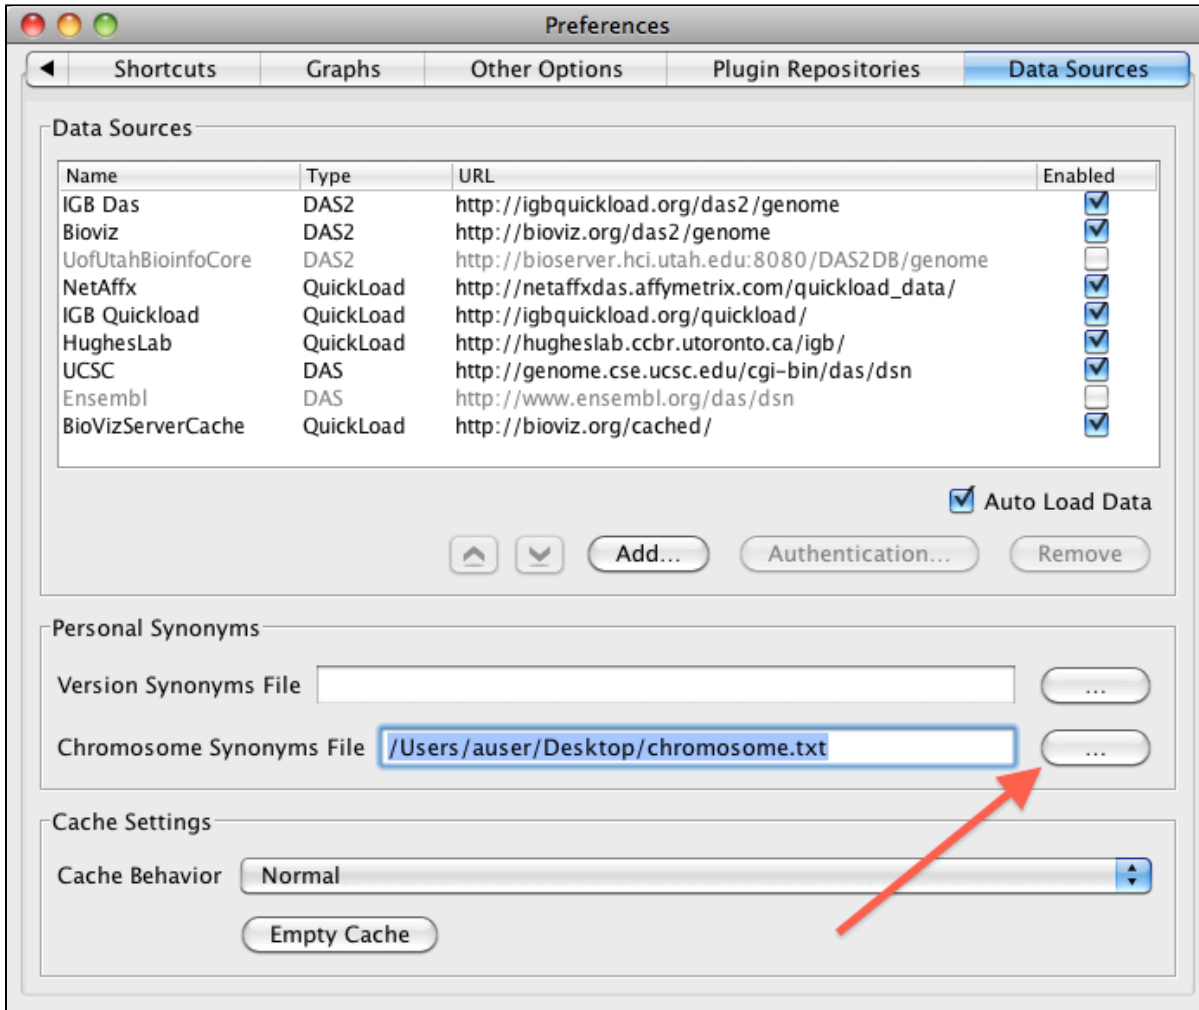 Preferences
Shortcuts Graphs Other Options Plugin Repositories Data Sources
Data Sources
Name Type URL Enabled
IGB Das DAS2 http://igbquickload.org/das2/genome
Bioviz DAS2 http://bioviz.org/das2/genome
UofUtahBioinfoCore DAS2 http://bioserver.hci.utah.edu:8080/DAS2DB/genome
NetAffx QuickLoad http://netaffxdas.affymetrix.com/quickload_data/
IGB Quickload QuickLoad http://igbquickload.org/quickload/
HughesLab QuickLoad http://hugheslab.ccbr.utoronto.ca/igb/
UCSC DAS http://genome.cse.ucsc.edu/cgi-bin/das/dsn
Ensembl DAS http://www.ensembl.org/das/dsn
BioVizServerCache QuickLoad http://bioviz.org/cached/
Auto Load Data
Add... Authentication... Remove
Personal Synonyms
Version Synonyms File ...
Chromosome Synonyms File /Users/auser/Desktop/chromosome.txt ...
Cache Settings
Cache Behavior Normal
Empty Cache